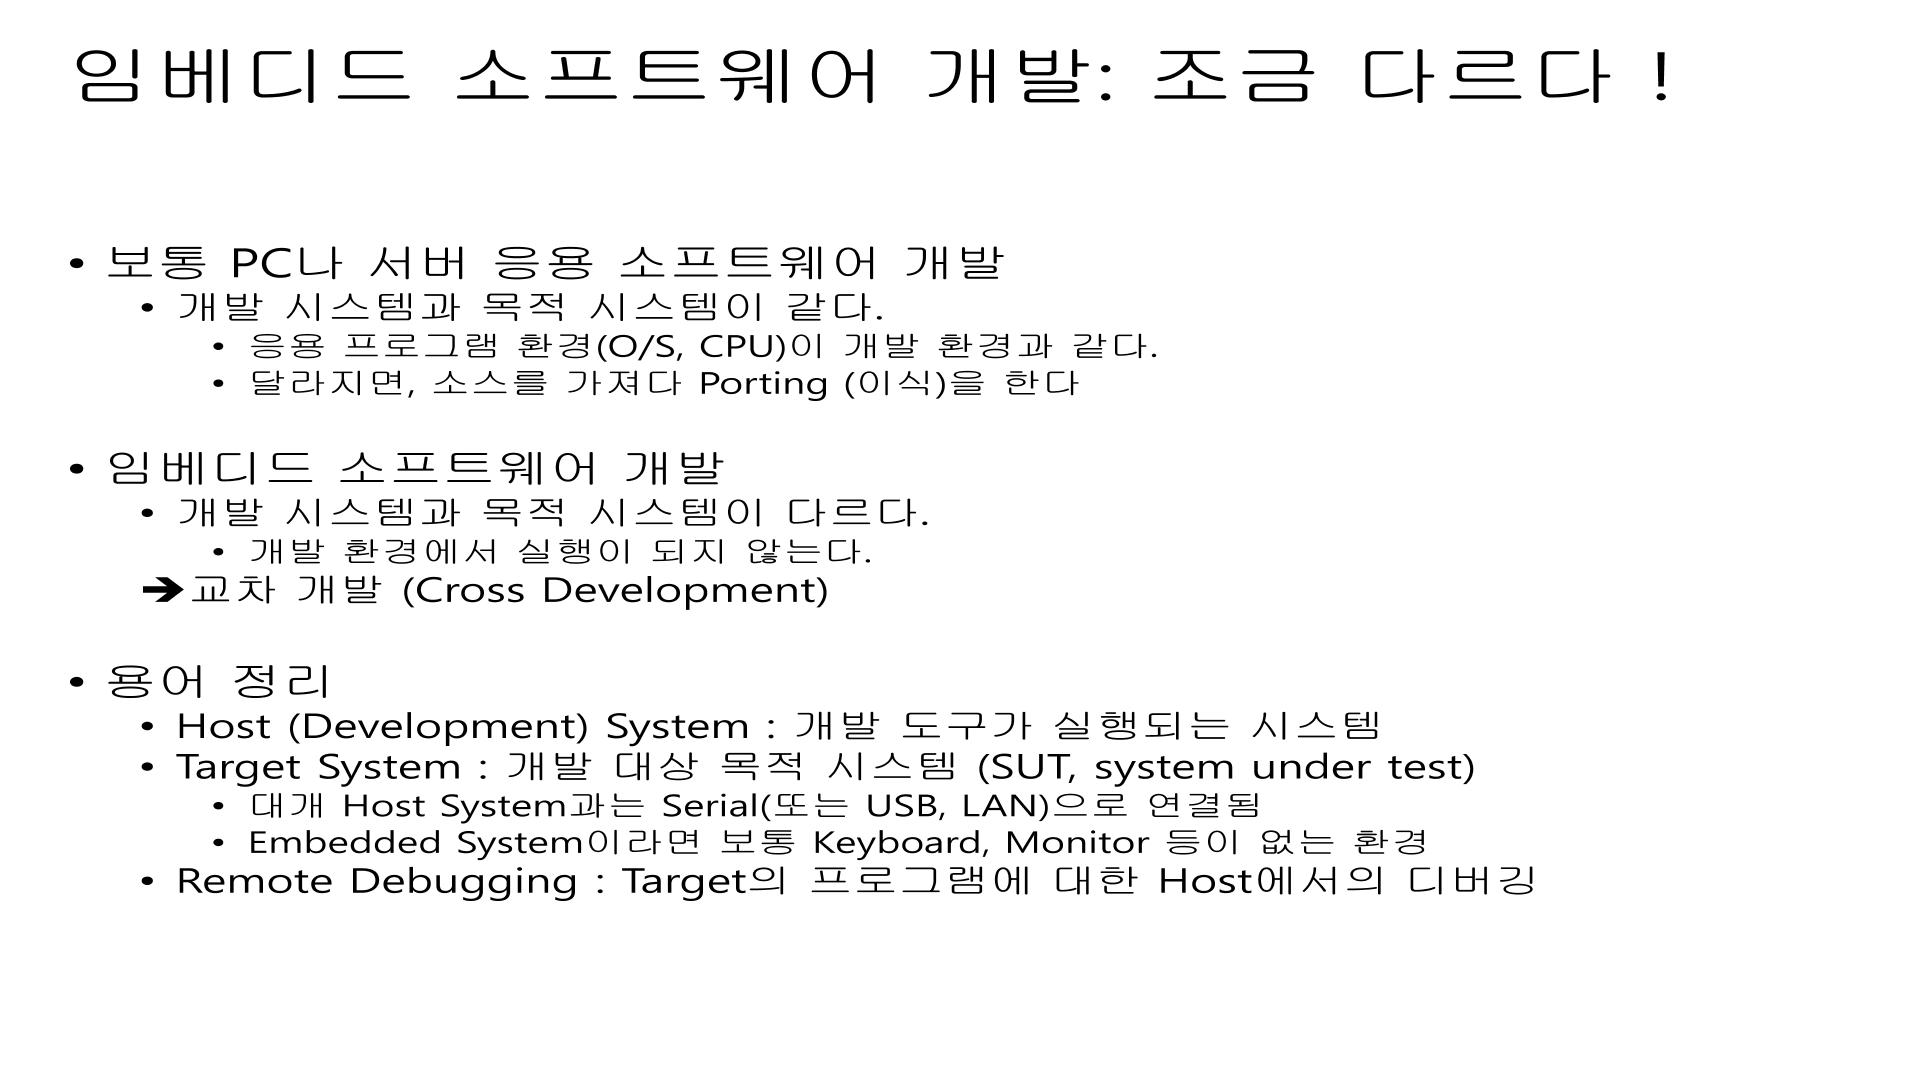 임베디드 소프트웨어 개발: 조금 다르다 !
• 보통 PC나 서버 응용 소프트웨어 개발
• 개발 시스템과 목적 시스템이 같다.
• 응용 프로그램 환경(O/S, CPU)이 개발 환경과 같다.
• 달라지면, 소스를 가져다 Porting (이식)을 한다
• 임베디드 소프트웨어 개발
• 개발 시스템과 목적 시스템이 다르다.
• 개발 환경에서 실행이 되지 않는다.
➔교차 개발 (Cross Development)
• 용어 정리
• Host (Development) System : 개발 도구가 실행되는 시스템
• Target System : 개발 대상 목적 시스템 (SUT, system under test)
• 대개 Host System과는 Serial(또는 USB, LAN)으로 연결됨
• Embedded System이라면 보통 Keyboard, Monitor 등이 없는 환경
• Remote Debugging : Target의 프로그램에 대한 Host에서의 디버깅